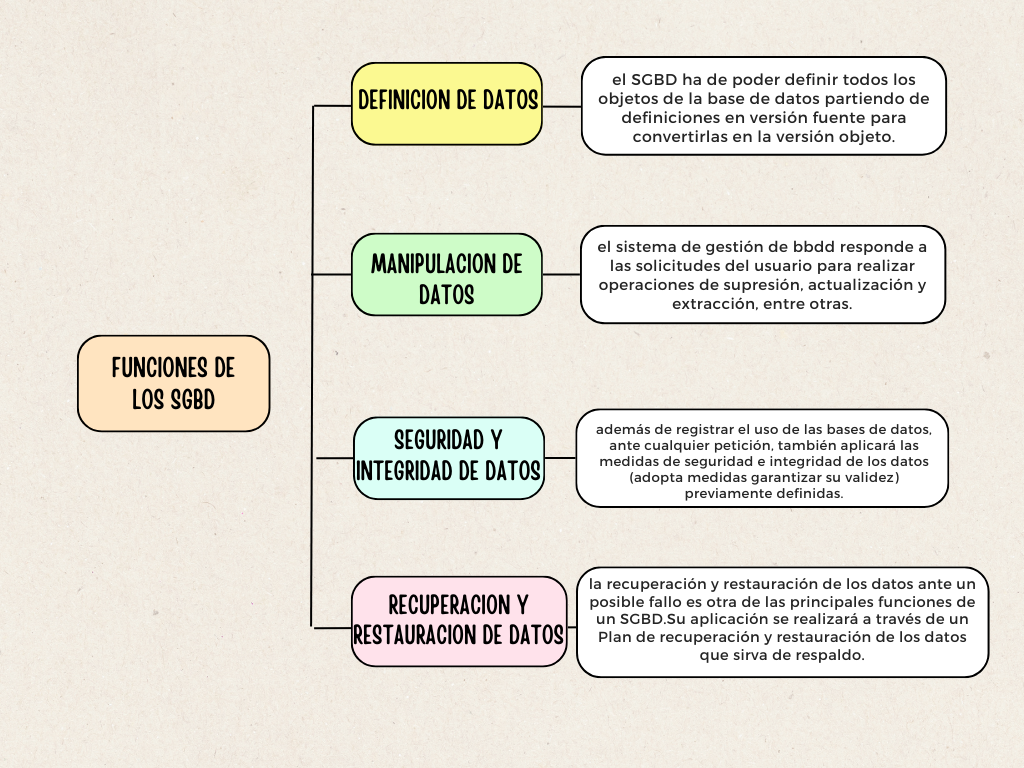 FUNCIONES DE
LOS SGBD
DEFINICION DE DATOS
el SGBD ha de poder definir todos los
objetos de la base de datos partiendo de
definiciones en versión fuente para
convertirlas en la versión objeto.
MANIPULACION DE
DATOS
el sistema de gestión de bbdd responde a
las solicitudes del usuario para realizar
operaciones de supresión, actualización y
extracción, entre otras.
SEGURIDAD Y
INTEGRIDAD DE DATOS
además de registrar el uso de las bases de datos,
ante cualquier petición, también aplicará las
medidas de seguridad e integridad de los datos
(adopta medidas garantizar su validez)
previamente definidas.
RECUPERACION Y
RESTAURACION DE DATOS
la recuperación y restauración de los datos ante un
posible fallo es otra de las principales funciones de
un SGBD.Su aplicación se realizará a través de un
Plan de recuperación y restauración de los datos
que sirva de respaldo.